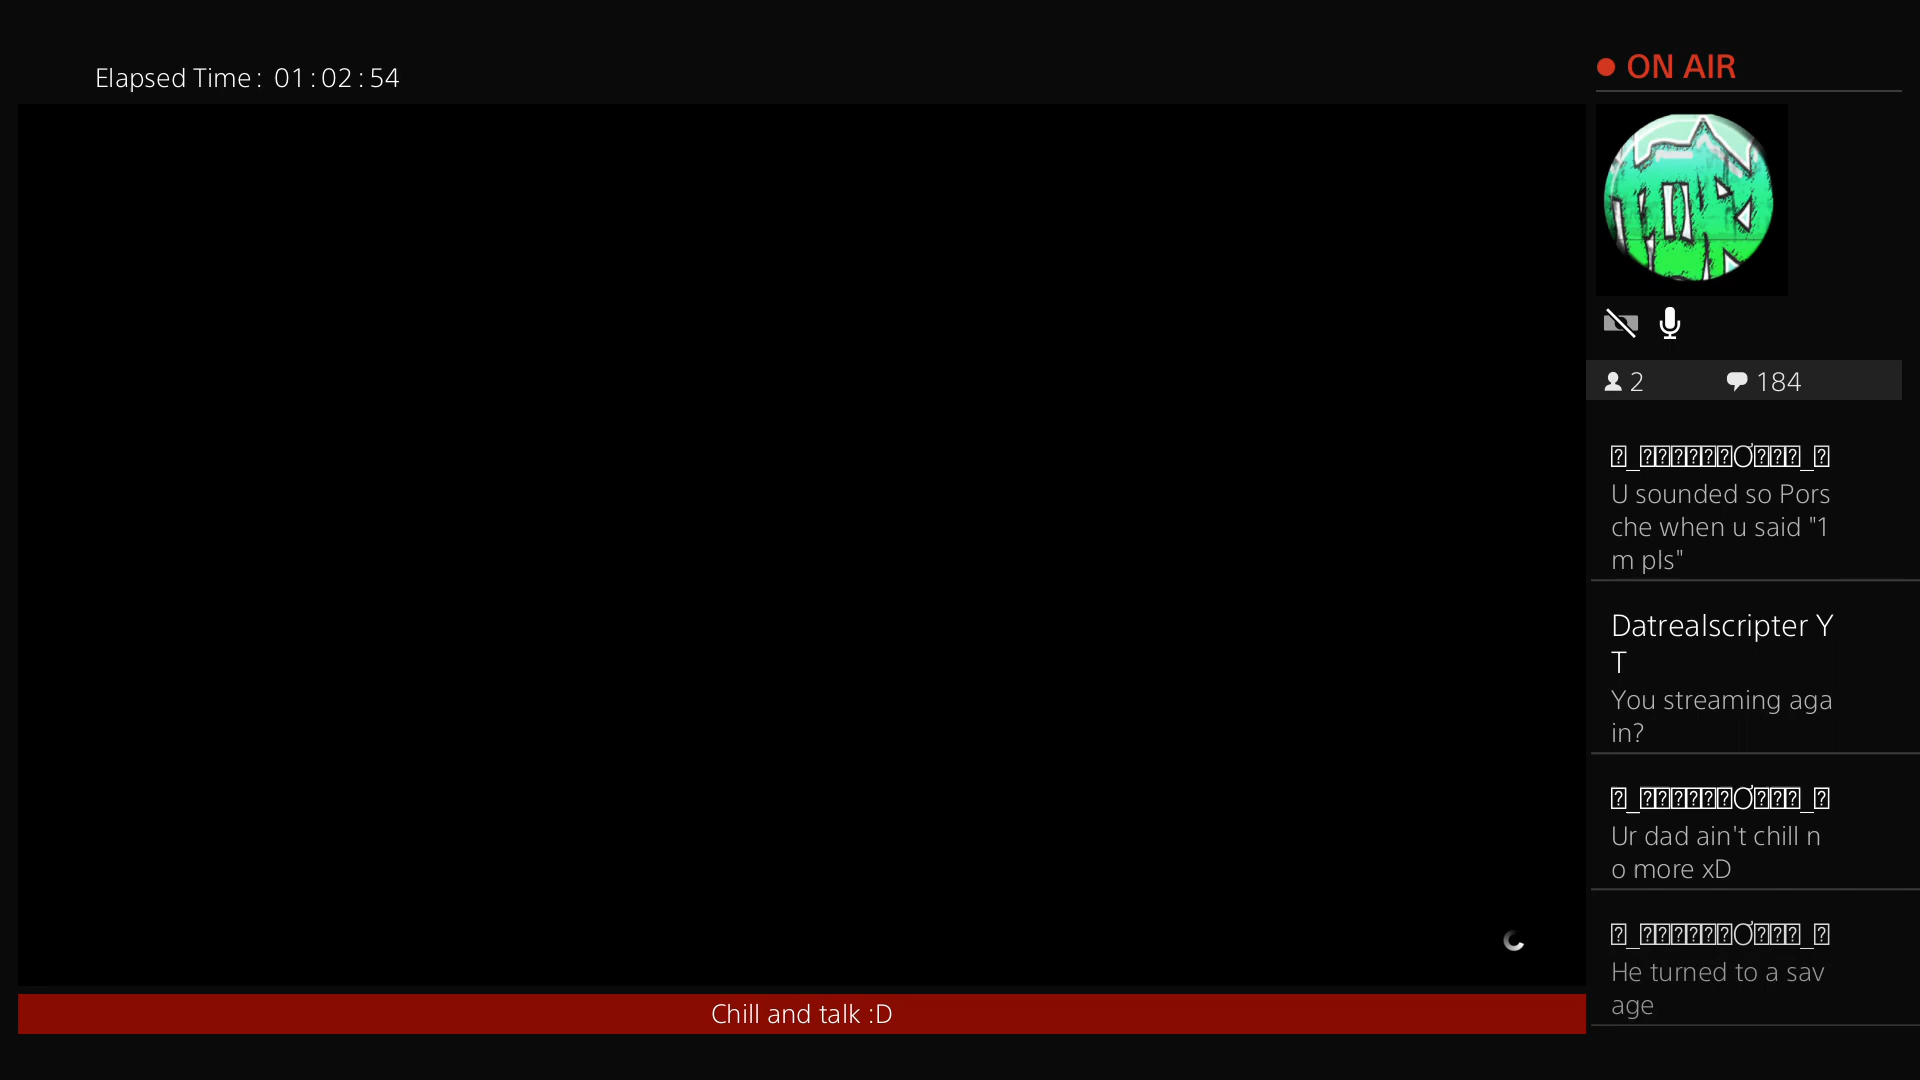 Elapsed Time: 01:02:54
ON AIR
2 184
U sounded so Pors
che when u said "1
m pls"
Datrealscripter Y
T
You streaming aga
in?
Ur dad ain't chill n
o more xD
He turned to a sav
age
Chill and talk :D